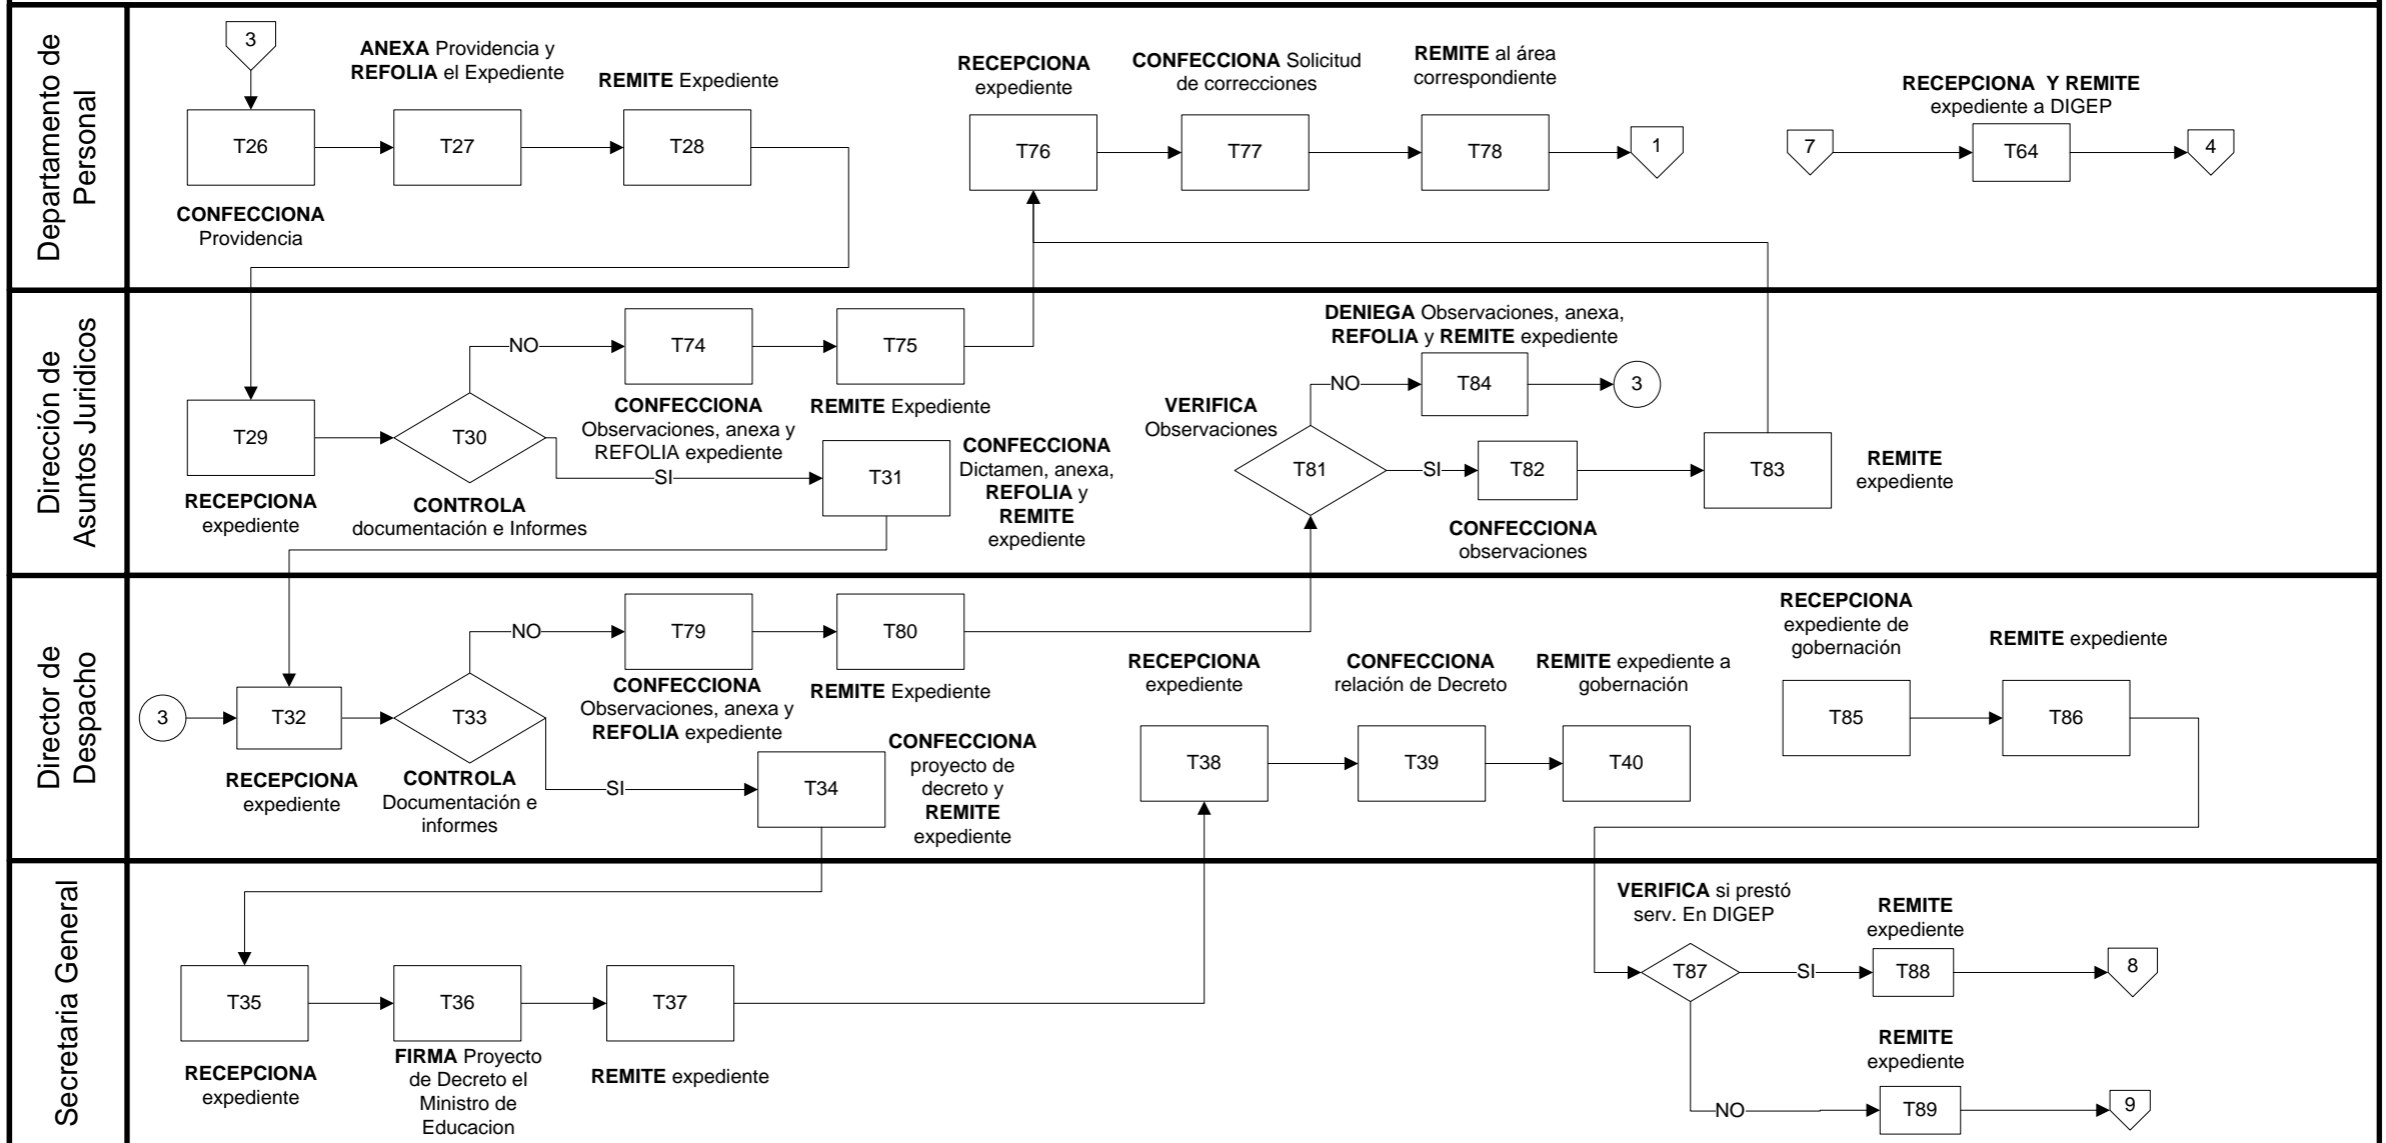 Departamento de
Personal
3
ANEXA Providencia y
REFOLIA el Expediente
REMITE Expediente
T26
T27
T28
CONFECCIONA
Providencia
RECEPCIONA
expediente
CONFECCIONA Solicitud
de correcciones
REMITE al área
correspondiente
T76
T77
T78
1
RECEPCIONA Y REMITE
expediente a DIGEP
7
T64
4
Dirección de
Asuntos Juridicos
T29
RECEPCIONA
expediente
T30
CONTROLA
documentación e Informes
NO
T74
CONFECCIONA
Observaciones, anexa y
REFOLIA expediente
T75
REMITE Expediente
SI
T31
CONFECCIONA
Dictamen, anexa,
REFOLIA y
REMITE
expediente
VERIFICA
Observaciones
T81
DENIEGA Observaciones, anexa,
REFOLIA y REMITE expediente
NO
T84
3
SI
T82
CONFECCIONA
observaciones
T83
REMITE
expediente
Director de
Despacho
3
T32
RECEPCIONA
expediente
T33
CONTROLA
Documentación e
informes
NO
T79
CONFECCIONA
Observaciones, anexa y
REFOLIA expediente
T80
REMITE Expediente
SI
T34
CONFECCIONA
proyecto de
decreto y
REMITE
expediente
RECEPCIONA
expediente
CONFECCIONA
relación de Decreto
REMITE expediente a
gobernación
T38
T39
T40
RECEPCIONA
expediente de
gobernación
REMITE expediente
T85
T86
Secretaria General
T35
RECEPCIONA
expediente
T36
FIRMA Proyecto
de Decreto el
Ministro de
Educacion
T37
REMITE expediente
VERIFICA si prestó
serv. En DIGEP
T87
SI
REMITE
expediente
T88
8
NO
REMITE
expediente
T89
9